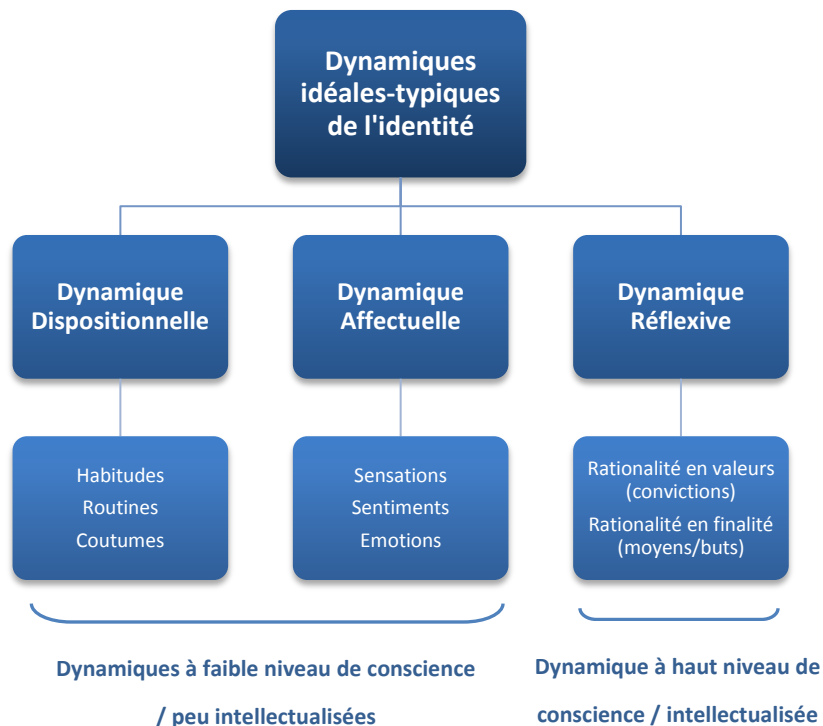 Dynamiques
idéales-typiques
de l'identité
Dynamique
Dispositionnelle
Dynamique
Affectuelle
Dynamique
Réflexive
Habitudes
Routines
Coutumes
Sensations
Sentiments
Emotions
Rationalité en valeurs
(convictions)
Rationalité en finalité
(moyens/buts)
Dynamiques à faible niveau de conscience
/ peu intellectualisées
Dynamique à haut niveau de
conscience / intellectualisée